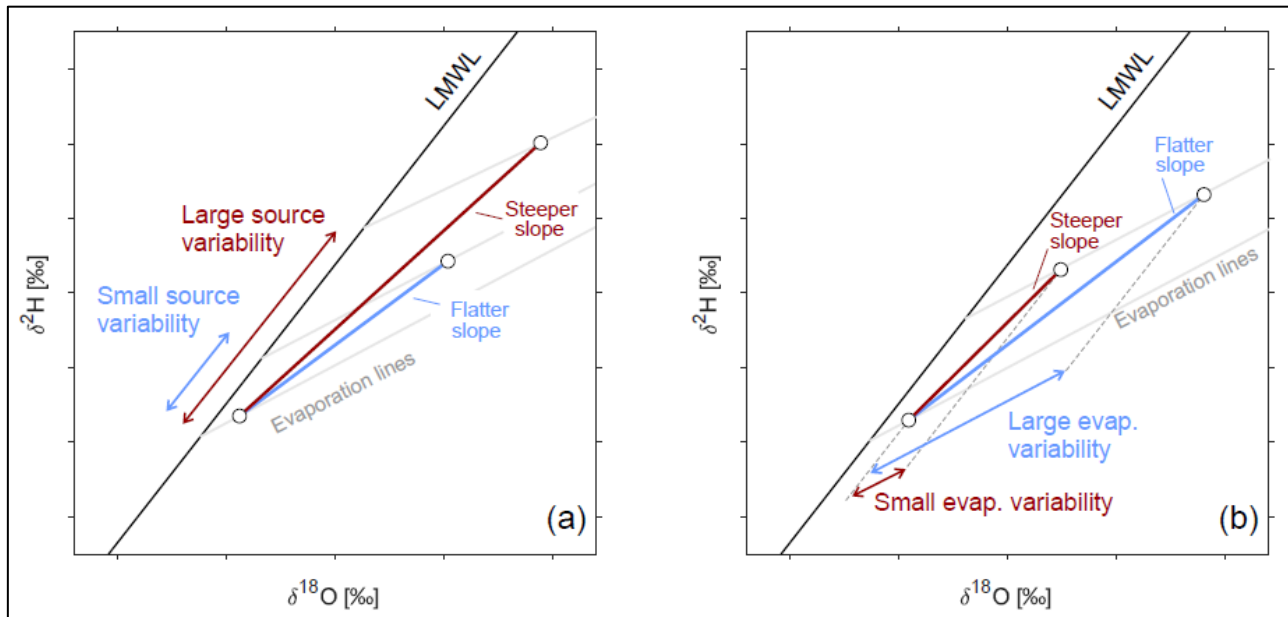 LMWL
Large source
variability
Small source
variability
Steeper
slope
Flatter
slope
Evaporation lines
(a)
δ²H [‰]
δ¹⁸O [‰]
LMWL
Flatter
slope
Steeper
slope
Evaporation lines
Large evap.
variability
Small evap. variability
(b)
δ²H [‰]
δ¹⁸O [‰]